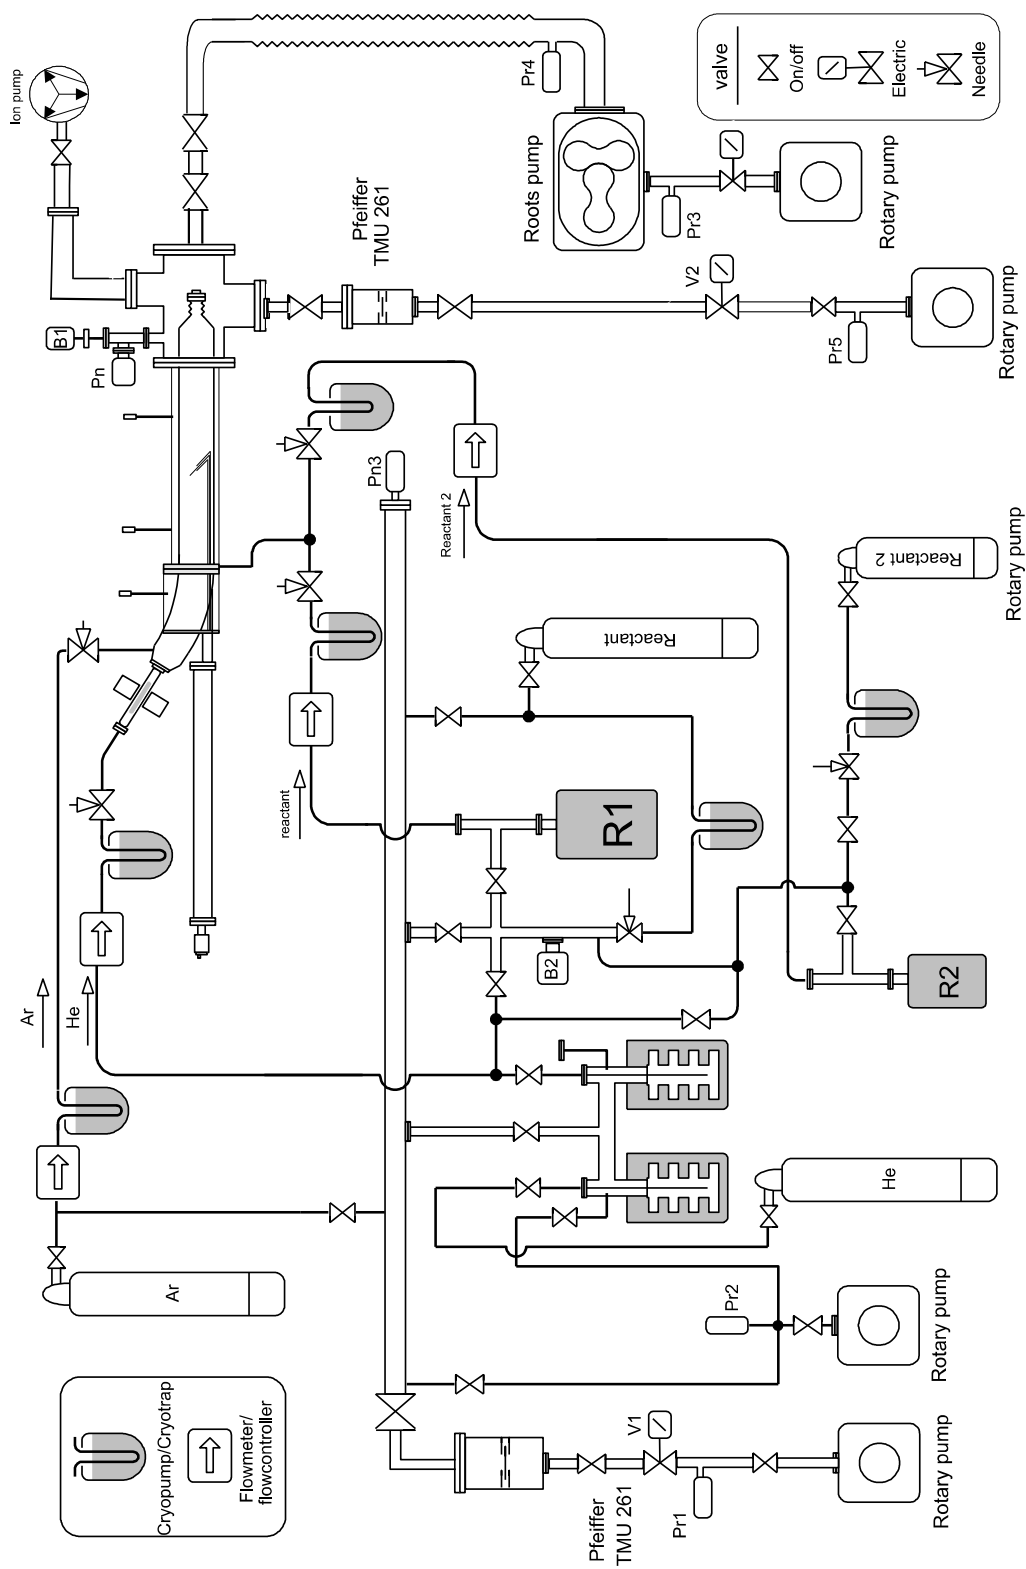 Ion pump
Pr4
valve
On/off
Electric
Needle
Roots pump
Pr3
Rotary pump
Pfeiffer
TMU 261
V2
Pr5
Rotary pump
B1
Pn
Pn3
Reactant 2
Reactant 2
Rotary pump
Reactant
reactant
R1
B2
R2
Ar
He
He
Ar
Pr2
Rotary pump
Cryopump/Cryotrap
Flowmeter/
flowcontroller
V1
Pr1
Pfeiffer
TMU 261
Rotary pump